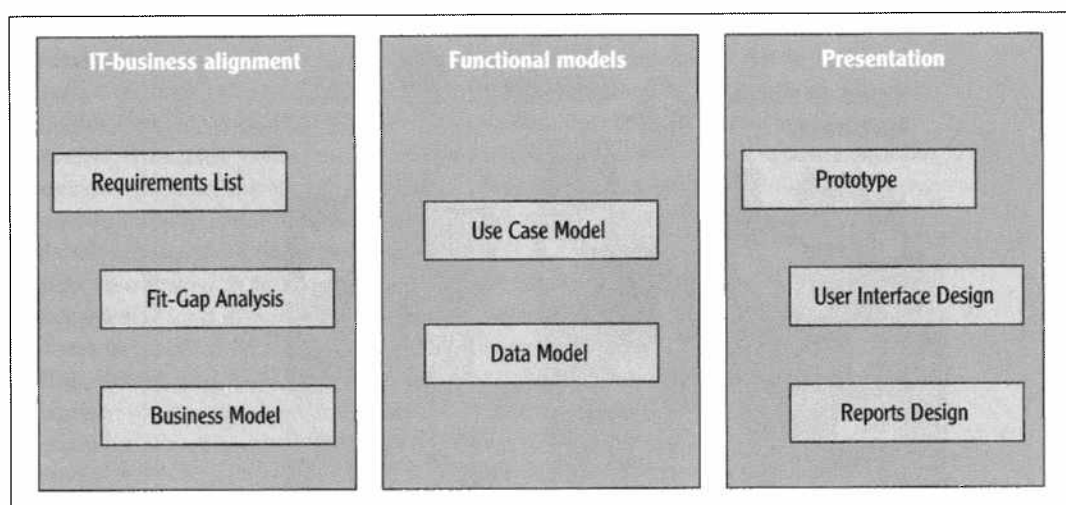 IT-business alignment
Requirements List
Fit-Gap Analysis
Business Model
Functional models
Use Case Model
Data Model
Presentation
Prototype
User Interface Design
Reports Design